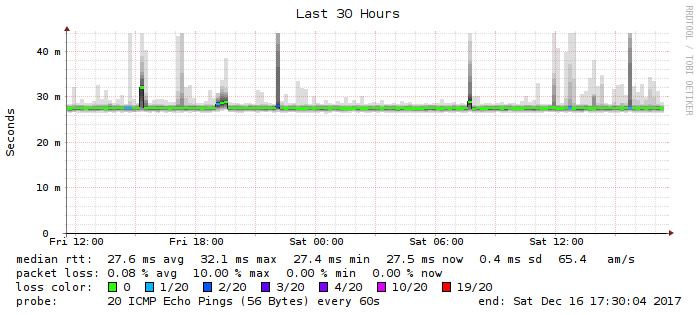 Last 30 Hours
RRDTOOL / TOBI OETIKER
Seconds
40 m
30 m
20 m
10 m
0
Fri 12:00 Fri 18:00 Sat 00:00 Sat 06:00 Sat 12:00
median rtt: 27.6 ms avg 32.1 ms max 27.4 ms min 27.5 ms now 0.4 ms sd 65.4 am/s
packet loss: 0.08 % avg 10.00 % max 0.00 % min 0.00 % now
loss color: 0 1/20 2/20 3/20 4/20 10/20 19/20
probe: 20 ICMP Echo Pings (56 Bytes) every 60s end: Sat Dec 16 17:30:04 2017